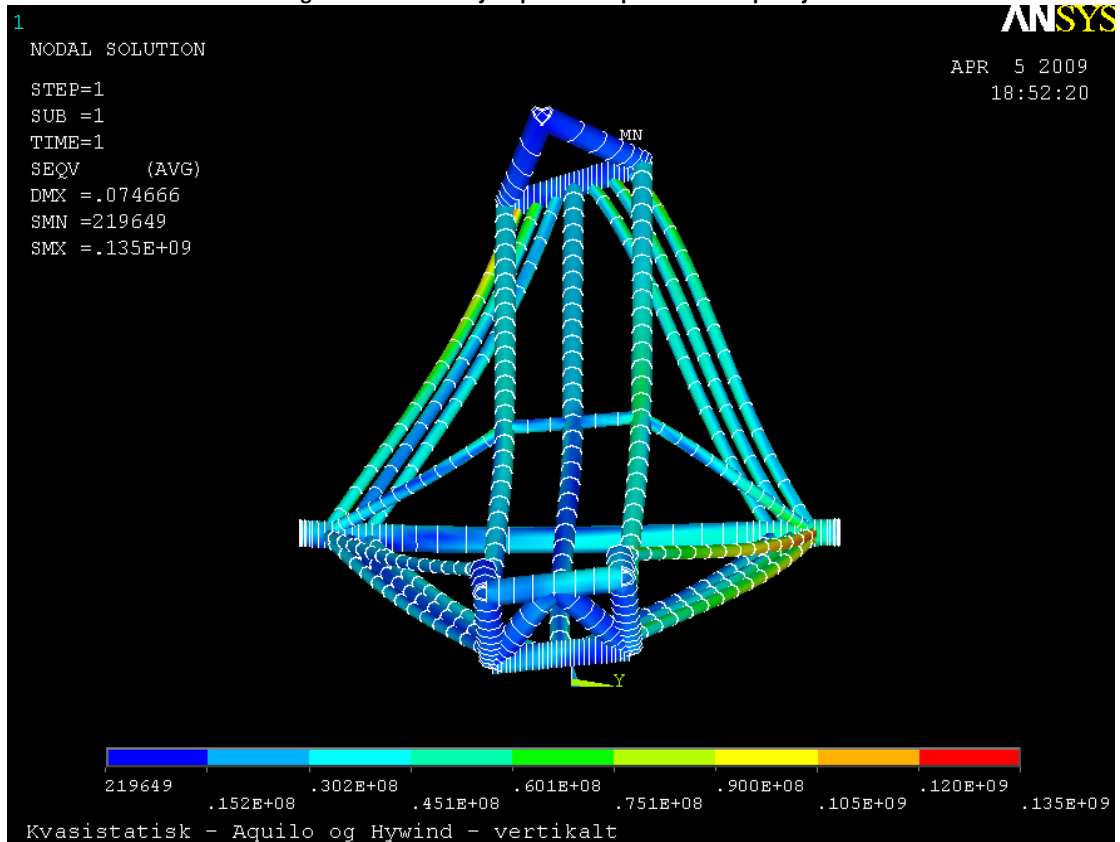 1
ANSYS
NODAL SOLUTION
APR 5 2009
18:52:20
STEP=1
SUB =1
TIME=1
SEQV (AVG)
DMX =.074666
SMN =219649
SMX =.135E+09
MN
Y
219649 .302E+08 .601E+08 .900E+08 .120E+09
.152E+08 .451E+08 .751E+08 .105E+09 .135E+09
Kvasistatisk - Aquilo og Hywind - vertikalt